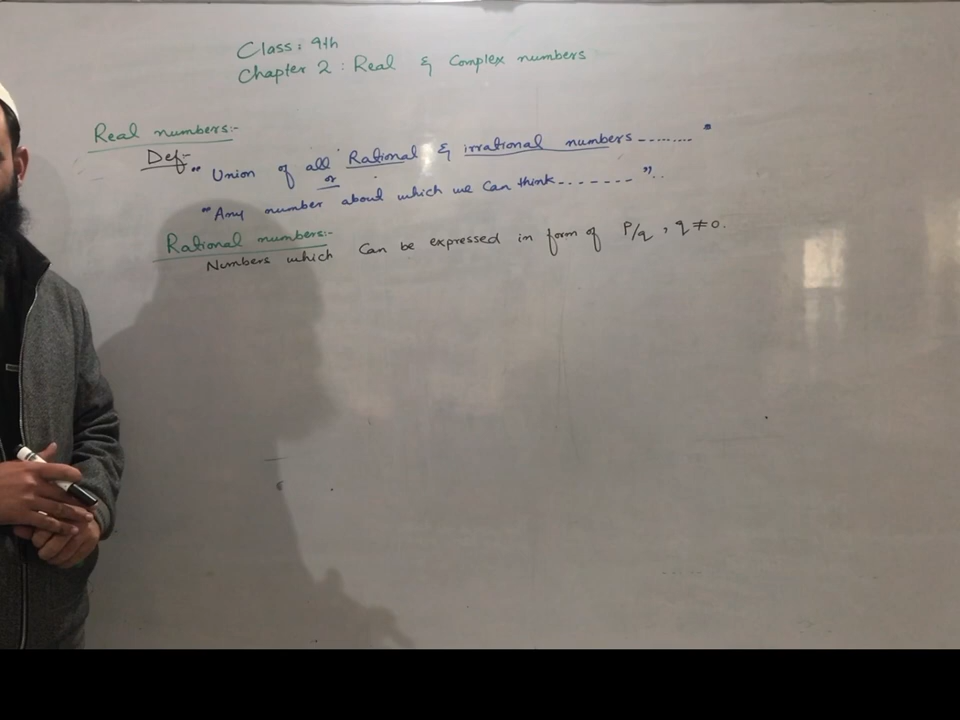 Class: 9th
Chapter 2: Real & Complex numbers
Real numbers:-
Def:- "Union of all Rational & irrational numbers ........."
or
"Any number about which we Can think.......".
Rational numbers:-
Numbers which Can be expressed in form of P/q, q≠0.